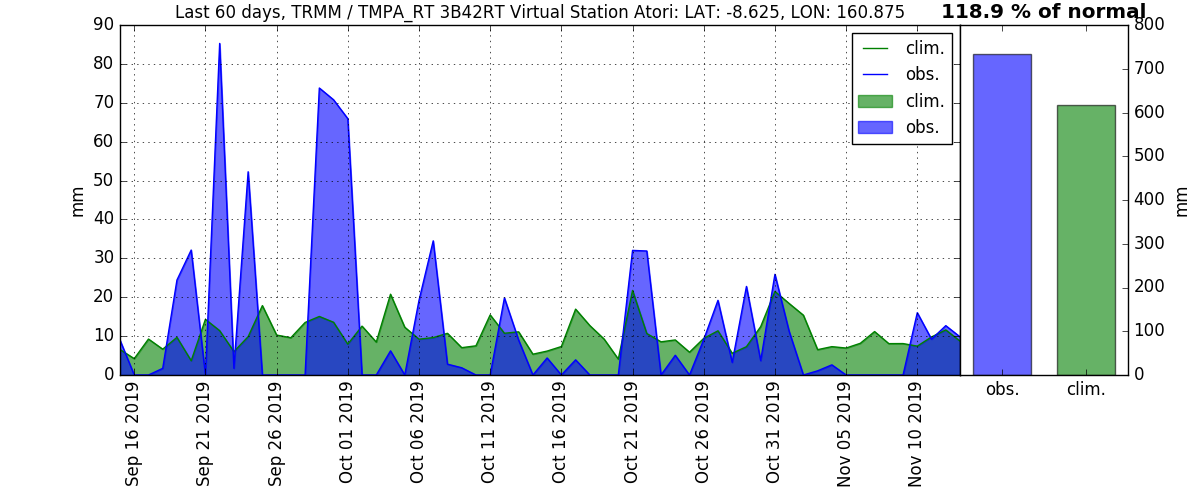 Last 60 days, TRMM / TMPA_RT 3B42RT Virtual Station Atori: LAT: -8.625, LON: 160.875
118.9 % of normal
90
80
70
60
50
40
30
20
10
0
mm
clim.
obs.
clim.
obs.
Sep 16 2019
Sep 21 2019
Sep 26 2019
Oct 01 2019
Oct 06 2019
Oct 11 2019
Oct 16 2019
Oct 21 2019
Oct 26 2019
Oct 31 2019
Nov 05 2019
Nov 10 2019
800
700
600
500
400
300
200
100
0
mm
obs.
clim.